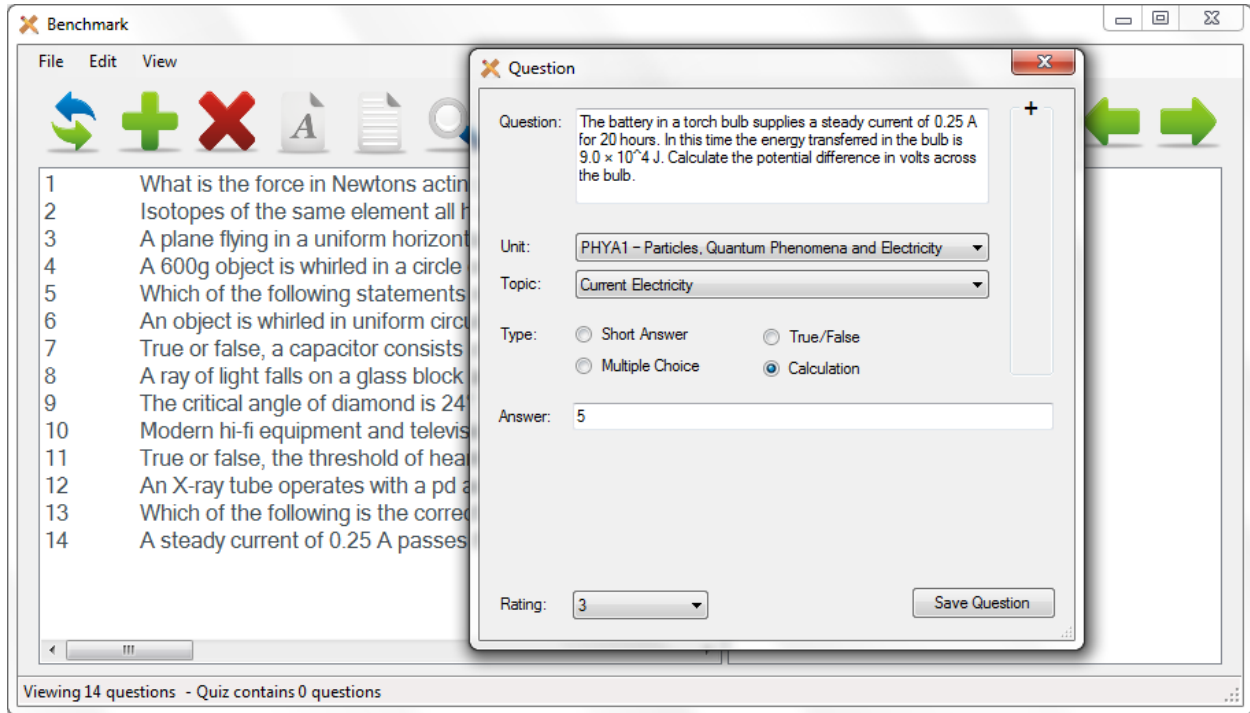 Benchmark
File Edit View
A
1 What is the force in Newtons actin
2 Isotopes of the same element all h
3 A plane flying in a uniform horizont
4 A 600g object is whirled in a circle
5 Which of the following statements
6 An object is whirled in uniform circu
7 True or false, a capacitor consists
8 A ray of light falls on a glass block
9 The critical angle of diamond is 24°
10 Modern hi-fi equipment and televis
11 True or false, the threshold of hear
12 An X-ray tube operates with a pd a
13 Which of the following is the correc
14 A steady current of 0.25 A passes
Viewing 14 questions - Quiz contains 0 questions
Question
Question: The battery in a torch bulb supplies a steady current of 0.25 A
for 20 hours. In this time the energy transferred in the bulb is
9.0 × 10^4 J. Calculate the potential difference in volts across
the bulb.
+
Unit: PHYA1 – Particles, Quantum Phenomena and Electricity
Topic: Current Electricity
Type: Short Answer True/False
Multiple Choice Calculation
Answer: 5
Rating: 3 Save Question